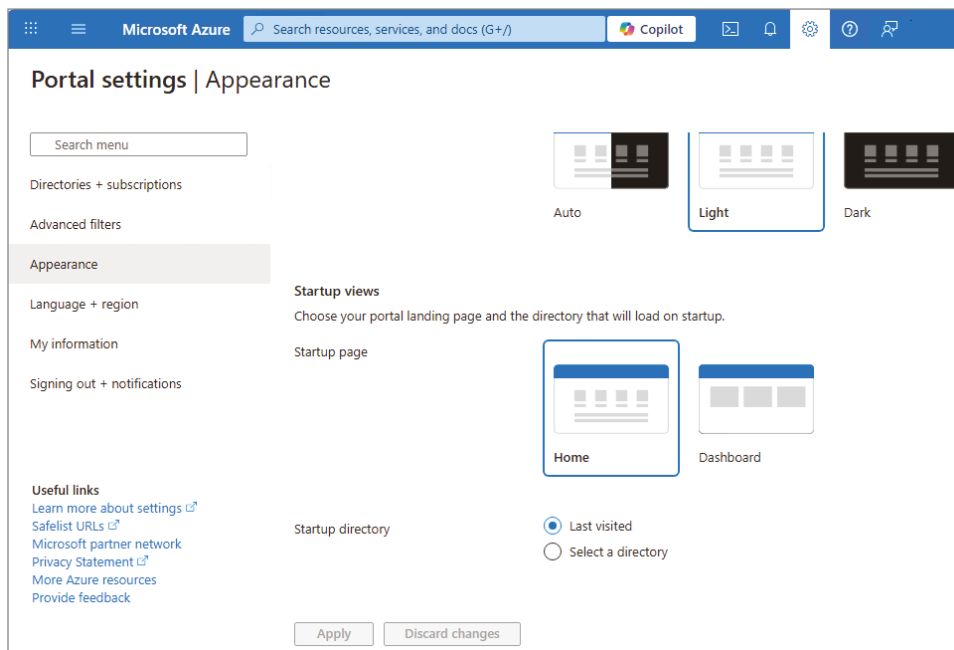 Microsoft Azure
Search resources, services, and docs (G+/)
Copilot
Portal settings | Appearance
Search menu
Directories + subscriptions
Advanced filters
Appearance
Language + region
My information
Signing out + notifications
Useful links
Learn more about settings
Safelist URLs
Microsoft partner network
Privacy Statement
More Azure resources
Provide feedback
Auto
Light
Dark
Startup views
Choose your portal landing page and the directory that will load on startup.
Startup page
Home
Dashboard
Startup directory
Last visited
Select a directory
Apply
Discard changes